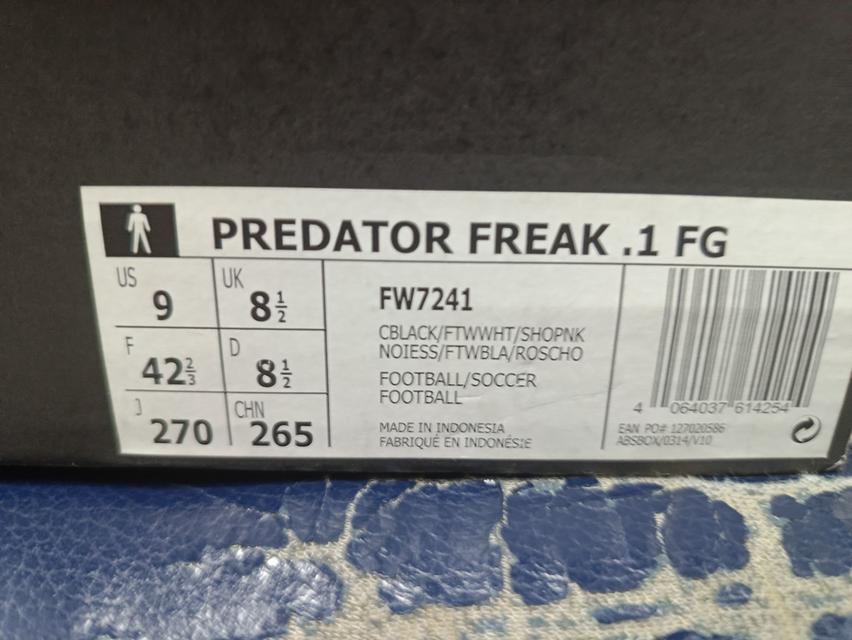 PREDATOR FREAK .1 FG
US 9
UK 8½
F 42⅔
D 8½
J 270
CHN 265
FW7241
CBLACK/FTWWHT/SHOPNK
NOIESS/FTWBLA/ROSCHO
FOOTBALL/SOCCER
FOOTBALL
MADE IN INDONESIA
FABRIQUÉ EN INDONÉSIE
4 064037 614254
EAN PO# 127020586
ABSBOX/0314/V10